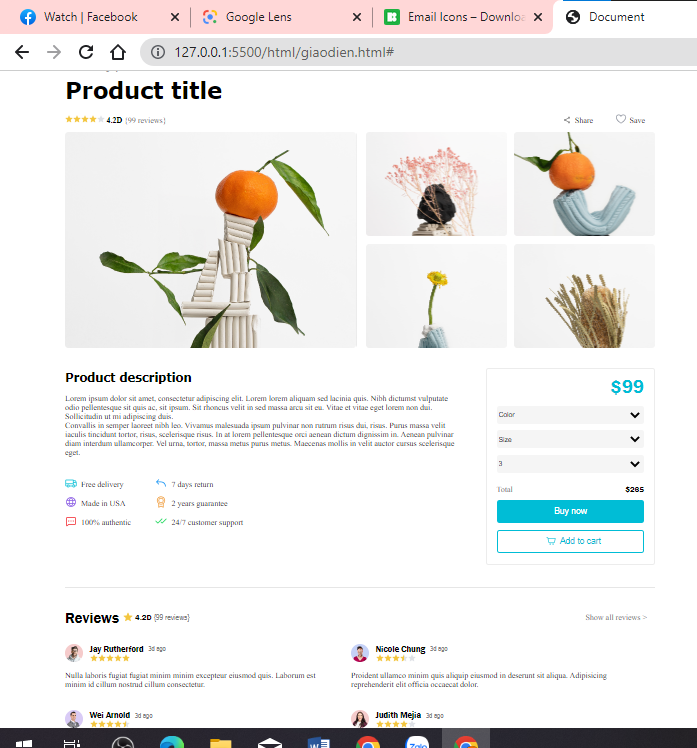 Watch | Facebook
Google Lens
Email Icons – Downloa
Document
127.0.0.1:5500/html/giaodien.html#
Product title
4.2D (99 reviews)
Share
Save
Product description
Lorem ipsum dolor sit amet, consectetur adipiscing elit. Lorem lorem aliquam sed lacinia quis. Nibh dictumst vulputate
odio pellentesque sit quis ac, sit ipsum. Sit rhoncus velit in sed massa arcu sit eu. Vitae et vitae eget lorem non dui.
Sollicitudin ut mi adipiscing duis.
Convallis in semper laoreet nibh leo. Vivamus malesuada ipsum pulvinar non rutrum risus dui, risus. Purus massa velit
iaculis tincidunt tortor, risus, scelerisque risus. In at lorem pellentesque orci aenean dictum dignissim in. Aenean pulvinar
diam interdum ullamcorper. Vel urna, tortor, massa metus purus metus. Maecenas mollis in velit auctor cursus scelerisque
eget.
Free delivery
7 days return
Made in USA
2 years guarantee
100% authentic
24/7 customer support
$99
Color
Size
3
Total $265
Buy now
Add to cart
Reviews 4.2D (99 reviews)
Show all reviews >
Jay Rutherford 3d ago
Nulla laboris fugiat fugiat minim minim excepteur eiusmod quis. Laborum est
minim id cillum nostrud cillum consectetur.
Nicole Chung 3d ago
Proident ullamco minim quis aliquip eiusmod in deserunt sit aliqua. Adipisicing
reprehenderit elit officia occaecat dolor.
Wei Arnold 3d ago
Judith Mejia 3d ago
Zalo